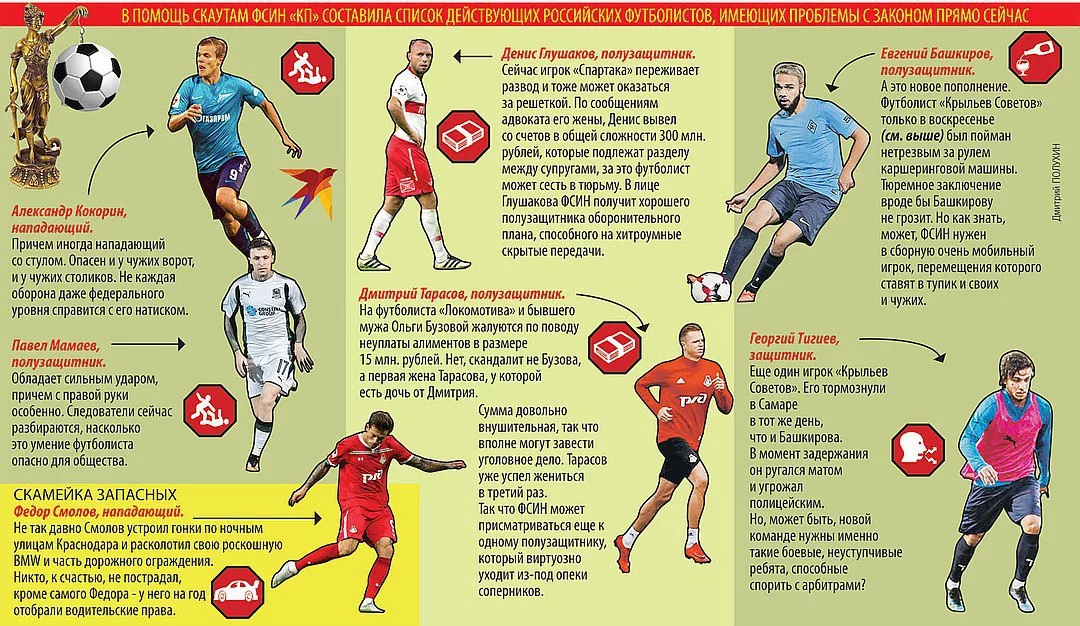 В ПОМОЩЬ СКАУТАМ ФСИН «КП» СОСТАВИЛА СПИСОК ДЕЙСТВУЮЩИХ РОССИЙСКИХ ФУТБОЛИСТОВ, ИМЕЮЩИХ ПРОБЛЕМЫ С ЗАКОНОМ ПРЯМО СЕЙЧАС
ГАЗПРОМ
9
Александр Кокорин,
нападающий.
Причем иногда нападающий
со стулом. Опасен и у чужих ворот,
и у чужих столиков. Не каждая
оборона даже федерального
уровня справится с его натиском.
Павел Мамаев,
полузащитник.
Обладает сильным ударом,
причем с правой руки
особенно. Следователи сейчас
разбираются, насколько
это умение футболиста
опасно для общества.
17
СКАМЕЙКА ЗАПАСНЫХ
Федор Смолов, нападающий.
Не так давно Смолов устроил гонки по ночным
улицам Краснодара и расколотил свою роскошную
BMW и часть дорожного ограждения.
Никто, к счастью, не пострадал,
кроме самого Федора - у него на год
отобрали водительские права.
РЖД
Денис Глушаков, полузащитник.
Сейчас игрок «Спартака» переживает
развод и тоже может оказаться
за решеткой. По сообщениям
адвоката его жены, Денис вывел
со счетов в общей сложности 300 млн.
рублей, которые подлежат разделу
между супругами, за это футболист
может сесть в тюрьму. В лице
Глушакова ФСИН получит хорошего
полузащитника оборонительного
плана, способного на хитроумные
скрытые передачи.
Дмитрий Тарасов, полузащитник.
На футболиста «Локомотива» и бывшего
мужа Ольги Бузовой жалуются по поводу
неуплаты алиментов в размере
15 млн. рублей. Нет, скандалит не Бузова,
а первая жена Тарасова, у которой
есть дочь от Дмитрия.
Сумма довольно
внушительная, так что
вполне могут завести
уголовное дело. Тарасов
уже успел жениться
в третий раз.
Так что ФСИН может
присматриваться еще к
одному полузащитнику,
который виртуозно
уходит из-под опеки
соперников.
РЖД
Евгений Башкиров,
полузащитник.
А это новое пополнение.
Футболист «Крыльев Советов»
только в воскресенье
(см. выше) был пойман
нетрезвым за рулем
каршеринговой машины.
Тюремное заключение
вроде бы Башкирову
не грозит. Но как знать,
может, ФСИН нужен
в сборную очень мобильный
игрок, перемещения которого
ставят в тупик и своих
и чужих.
Дмитрий ПОЛУХИН
Георгий Тигиев,
защитник.
Еще один игрок «Крыльев
Советов». Его тормознули
в Самаре
в тот же день,
что и Башкирова.
В момент задержания
он ругался матом
и угрожал
полицейским.
Но, может быть, новой
команде нужны именно
такие боевые, неуступчивые
ребята, способные
спорить с арбитрами?